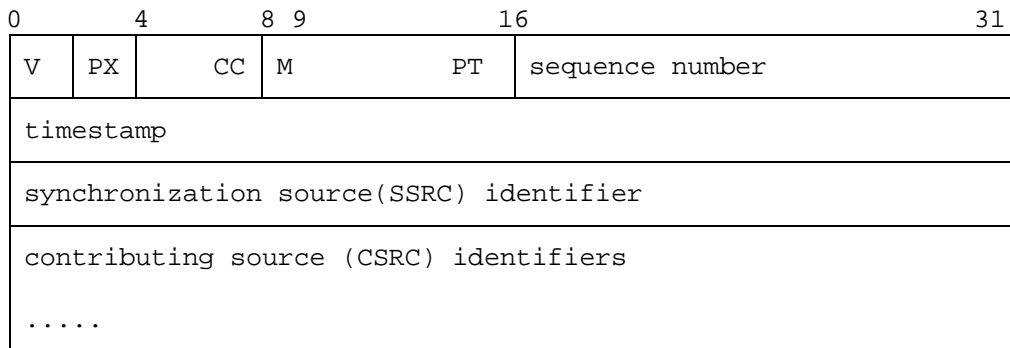 0 4 8 9 16 31
V PX CC M PT sequence number
timestamp
synchronization source(SSRC) identifier
contributing source (CSRC) identifiers
.....